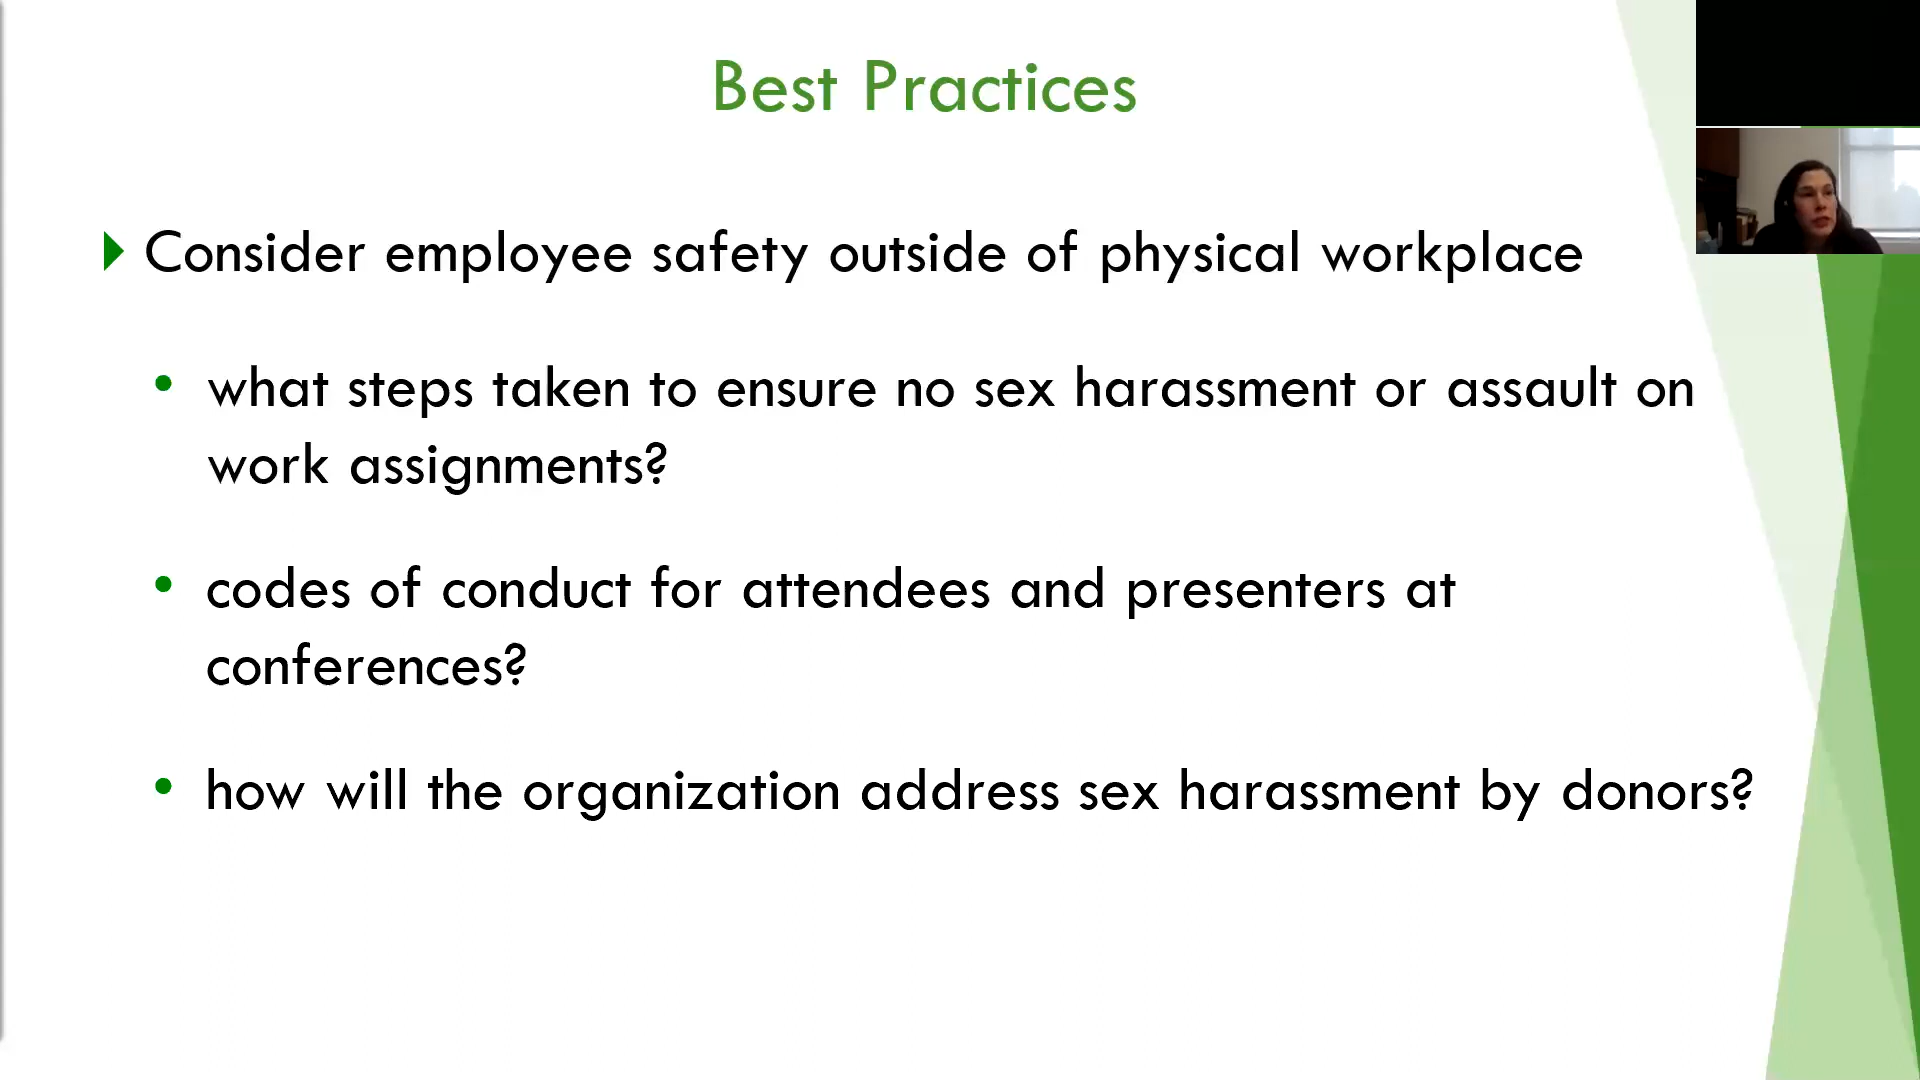 Best Practices
Consider employee safety outside of physical workplace
what steps taken to ensure no sex harassment or assault on
work assignments?
codes of conduct for attendees and presenters at
conferences?
how will the organization address sex harassment by donors?